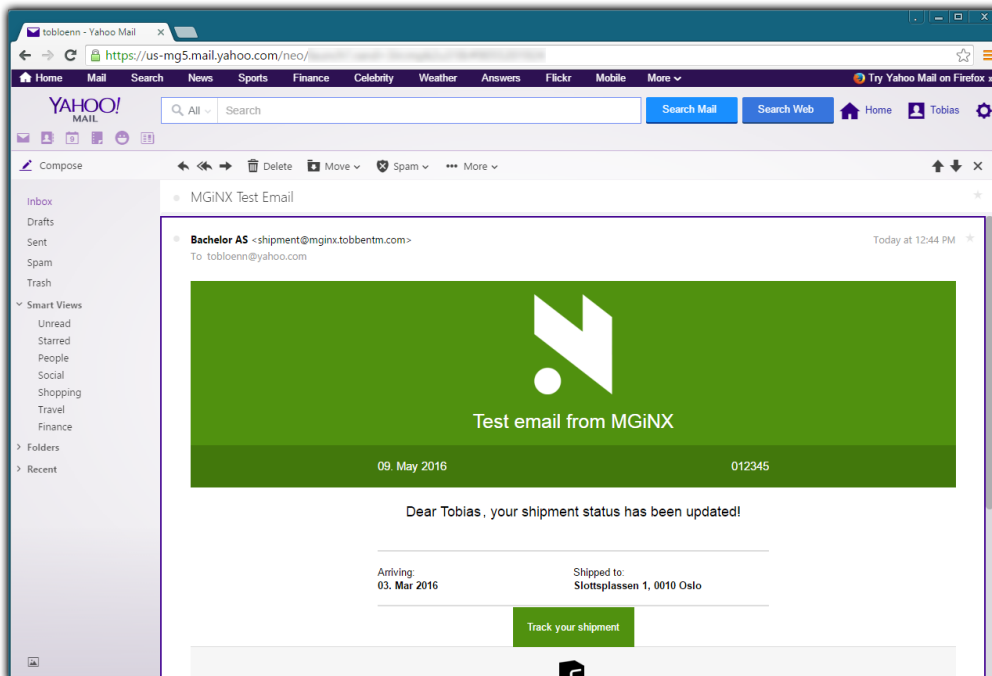 tobloenn - Yahoo Mail
https://us-mg5.mail.yahoo.com/neo/
Home Mail Search News Sports Finance Celebrity Weather Answers Flickr Mobile More Try Yahoo Mail on Firefox »
YAHOO!
MAIL
All Search Search Mail Search Web Home Tobias
9
Compose Delete Move Spam More
Inbox
Drafts
Sent
Spam
Trash
Smart Views
Unread
Starred
People
Social
Shopping
Travel
Finance
Folders
Recent
MGiNX Test Email
Bachelor AS <shipment@mginx.tobbentm.com> Today at 12:44 PM
To tobloenn@yahoo.com
Test email from MGiNX
09. May 2016 012345
Dear Tobias, your shipment status has been updated!
Arriving: Shipped to:
03. Mar 2016 Slottsplassen 1, 0010 Oslo
Track your shipment